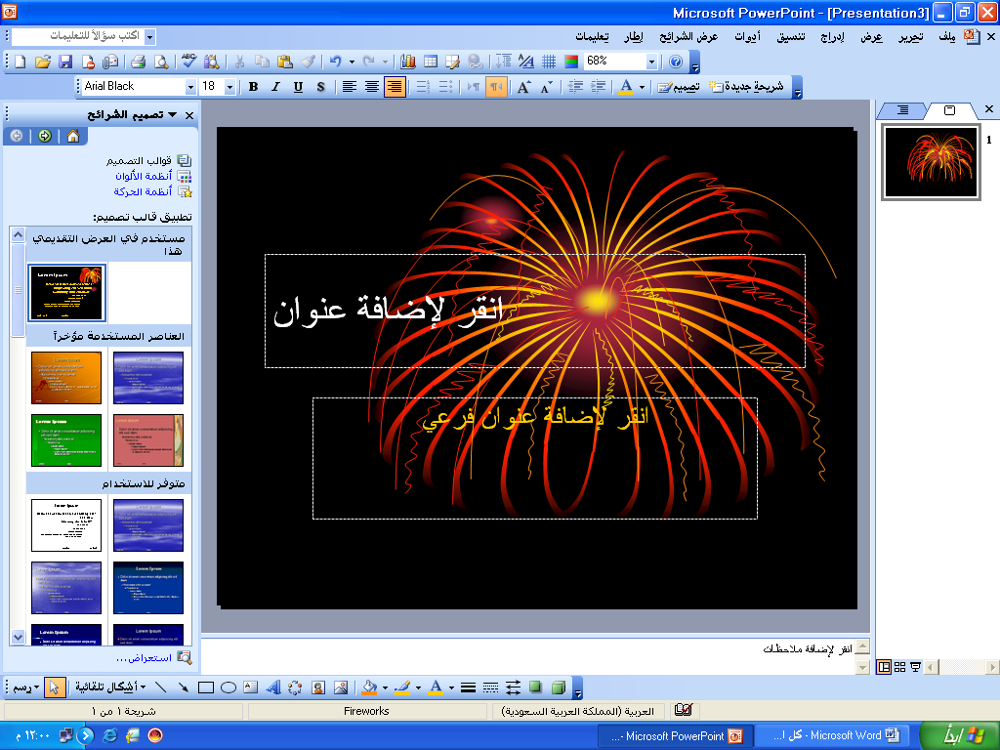 Microsoft PowerPoint - [Presentation3]
ملف تحرير عرض إدراج تنسيق أدوات عرض الشرائح إطار تعليمات
اكتب سؤالاً للتعليمات
68%
Arial Black 18 B I U S
تصميم شريحة جديدة
تصميم الشرائح
قوالب التصميم
أنظمة الألوان
أنظمة الحركة
تطبيق قالب تصميم:
مستخدم في العرض التقديمي
هذا
العناصر المستخدمة مؤخراً
متوفر للاستخدام
استعراض...
انقر لإضافة عنوان
انقر لإضافة عنوان فرعي
1
انقر لإضافة ملاحظات
رسم أشكال تلقائية
شريحة ١ من ١
Fireworks
العربية (المملكة العربية السعودية)
ابدأ
كل ا... - Microsoft Word
Microsoft PowerPoint - ...
١٢:٠٠ م